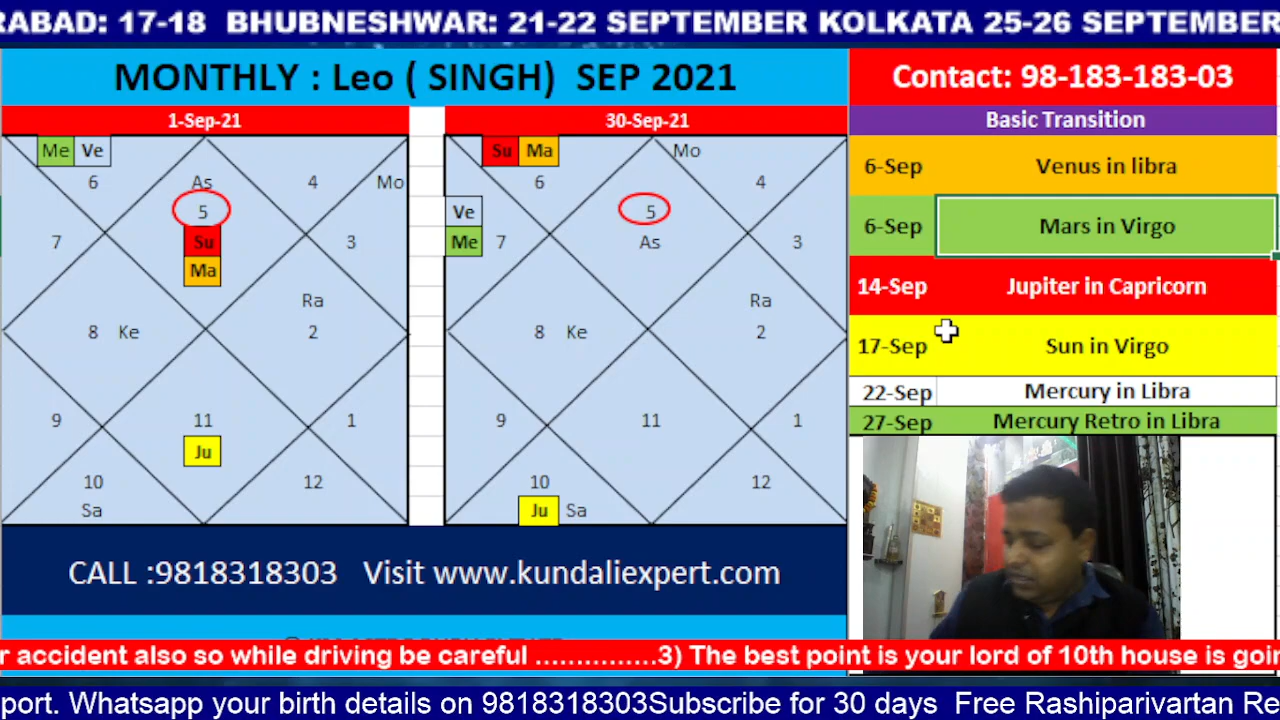 RABAD: 17-18 BHUBNESHWAR: 21-22 SEPTEMBER KOLKATA 25-26 SEPTEMBER
MONTHLY : Leo ( SINGH) SEP 2021
Contact: 98-183-183-03
1-Sep-21
30-Sep-21
Basic Transition
Me Ve
6
As
4
Mo
5
7
Su
3
Ma
Ra
8 Ke
2
9
11
1
Ju
10
12
Sa
Su Ma
Mo
6
4
Ve
5
Me 7
As
3
Ra
8 Ke
2
9
11
1
10
12
Ju Sa
6-Sep Venus in libra
6-Sep Mars in Virgo
14-Sep Jupiter in Capricorn
17-Sep Sun in Virgo
22-Sep Mercury in Libra
27-Sep Mercury Retro in Libra
CALL :9818318303 Visit www.kundaliexpert.com
r accident also so while driving be careful ...............3) The best point is your lord of 10th house is goin
port. Whatsapp your birth details on 9818318303Subscribe for 30 days Free Rashiparivartan Re